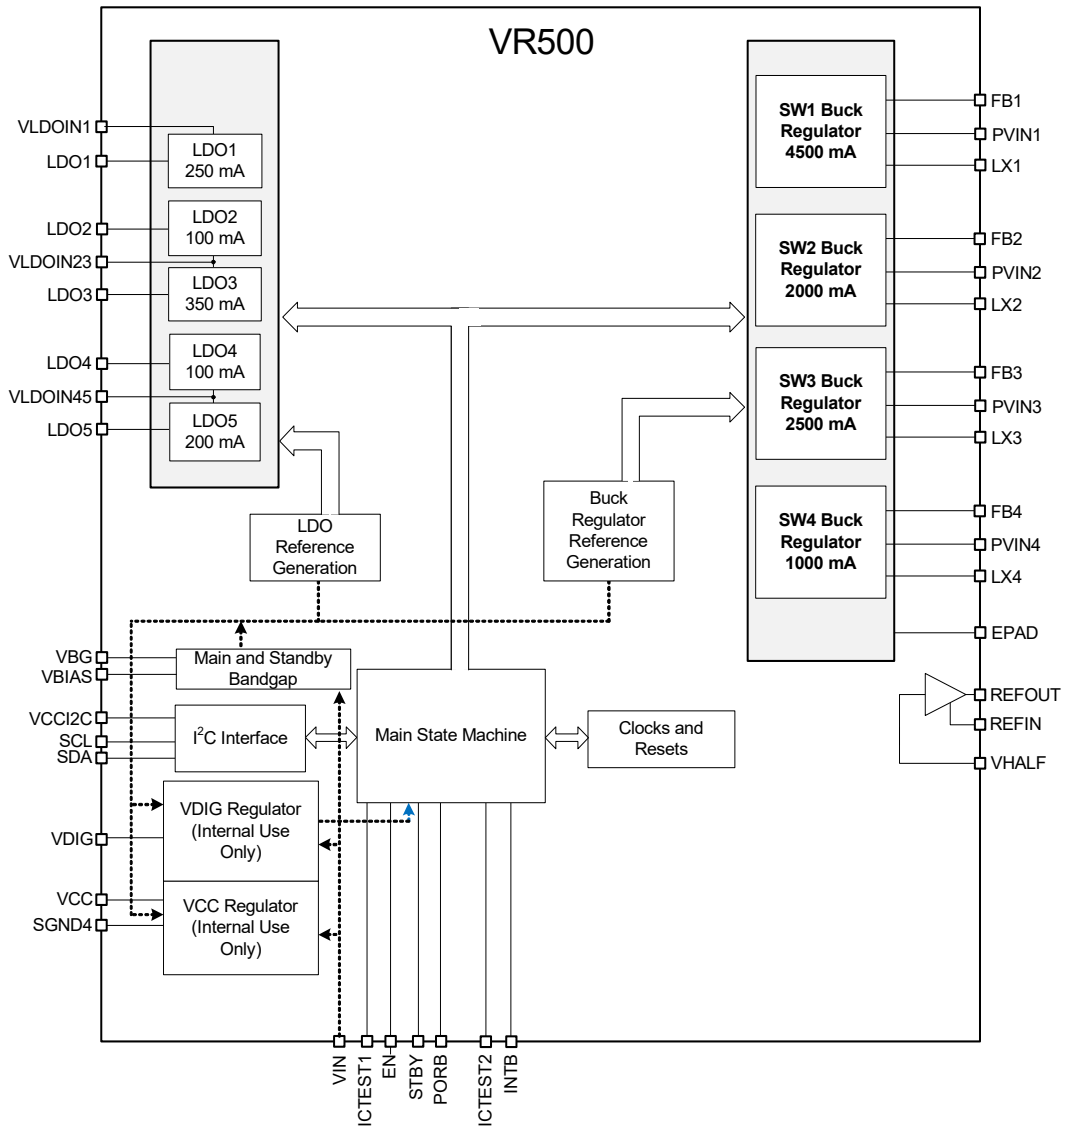 VR500
VLDOIN1
LDO1
LDO2
VLDOIN23
LDO3
LDO4
VLDOIN45
LDO5
LDO1
250 mA
LDO2
100 mA
LDO3
350 mA
LDO4
100 mA
LDO5
200 mA
SW1 Buck
Regulator
4500 mA
SW2 Buck
Regulator
2000 mA
SW3 Buck
Regulator
2500 mA
SW4 Buck
Regulator
1000 mA
FB1
PVIN1
LX1
FB2
PVIN2
LX2
FB3
PVIN3
LX3
FB4
PVIN4
LX4
EPAD
REFOUT
REFIN
VHALF
LDO
Reference
Generation
Buck
Regulator
Reference
Generation
VBG
VBIAS
Main and Standby
Bandgap
VCCI2C
SCL
SDA
I²C Interface
Main State Machine
Clocks and
Resets
VDIG
VDIG Regulator
(Internal Use
Only)
VCC
SGND4
VCC Regulator
(Internal Use
Only)
VIN
ICTEST1
EN
STBY
PORB
ICTEST2
INTB